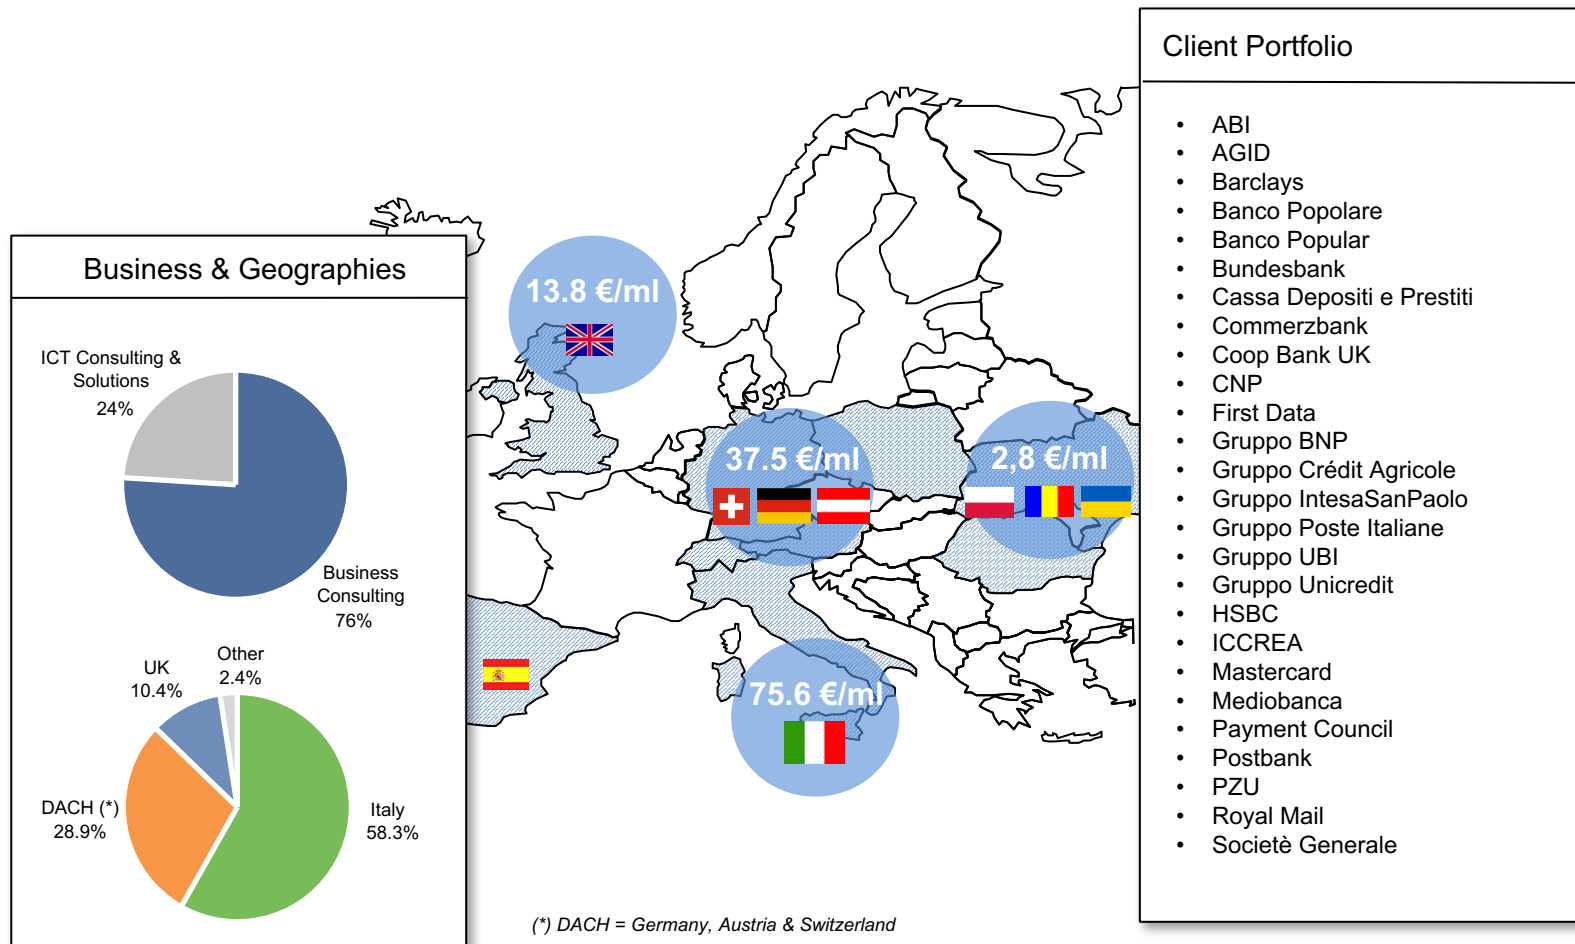 Business & Geographies
ICT Consulting &
Solutions
24%
Business
Consulting
76%
Other
2.4%
UK
10.4%
DACH (*)
28.9%
Italy
58.3%
13.8 €/ml
37.5 €/ml
2,8 €/ml
75.6 €/ml
(*) DACH = Germany, Austria & Switzerland
Client Portfolio
• ABI
• AGID
• Barclays
• Banco Popolare
• Banco Popular
• Bundesbank
• Cassa Depositi e Prestiti
• Commerzbank
• Coop Bank UK
• CNP
• First Data
• Gruppo BNP
• Gruppo Crédit Agricole
• Gruppo IntesaSanPaolo
• Gruppo Poste Italiane
• Gruppo UBI
• Gruppo Unicredit
• HSBC
• ICCREA
• Mastercard
• Mediobanca
• Payment Council
• Postbank
• PZU
• Royal Mail
• Societè Generale